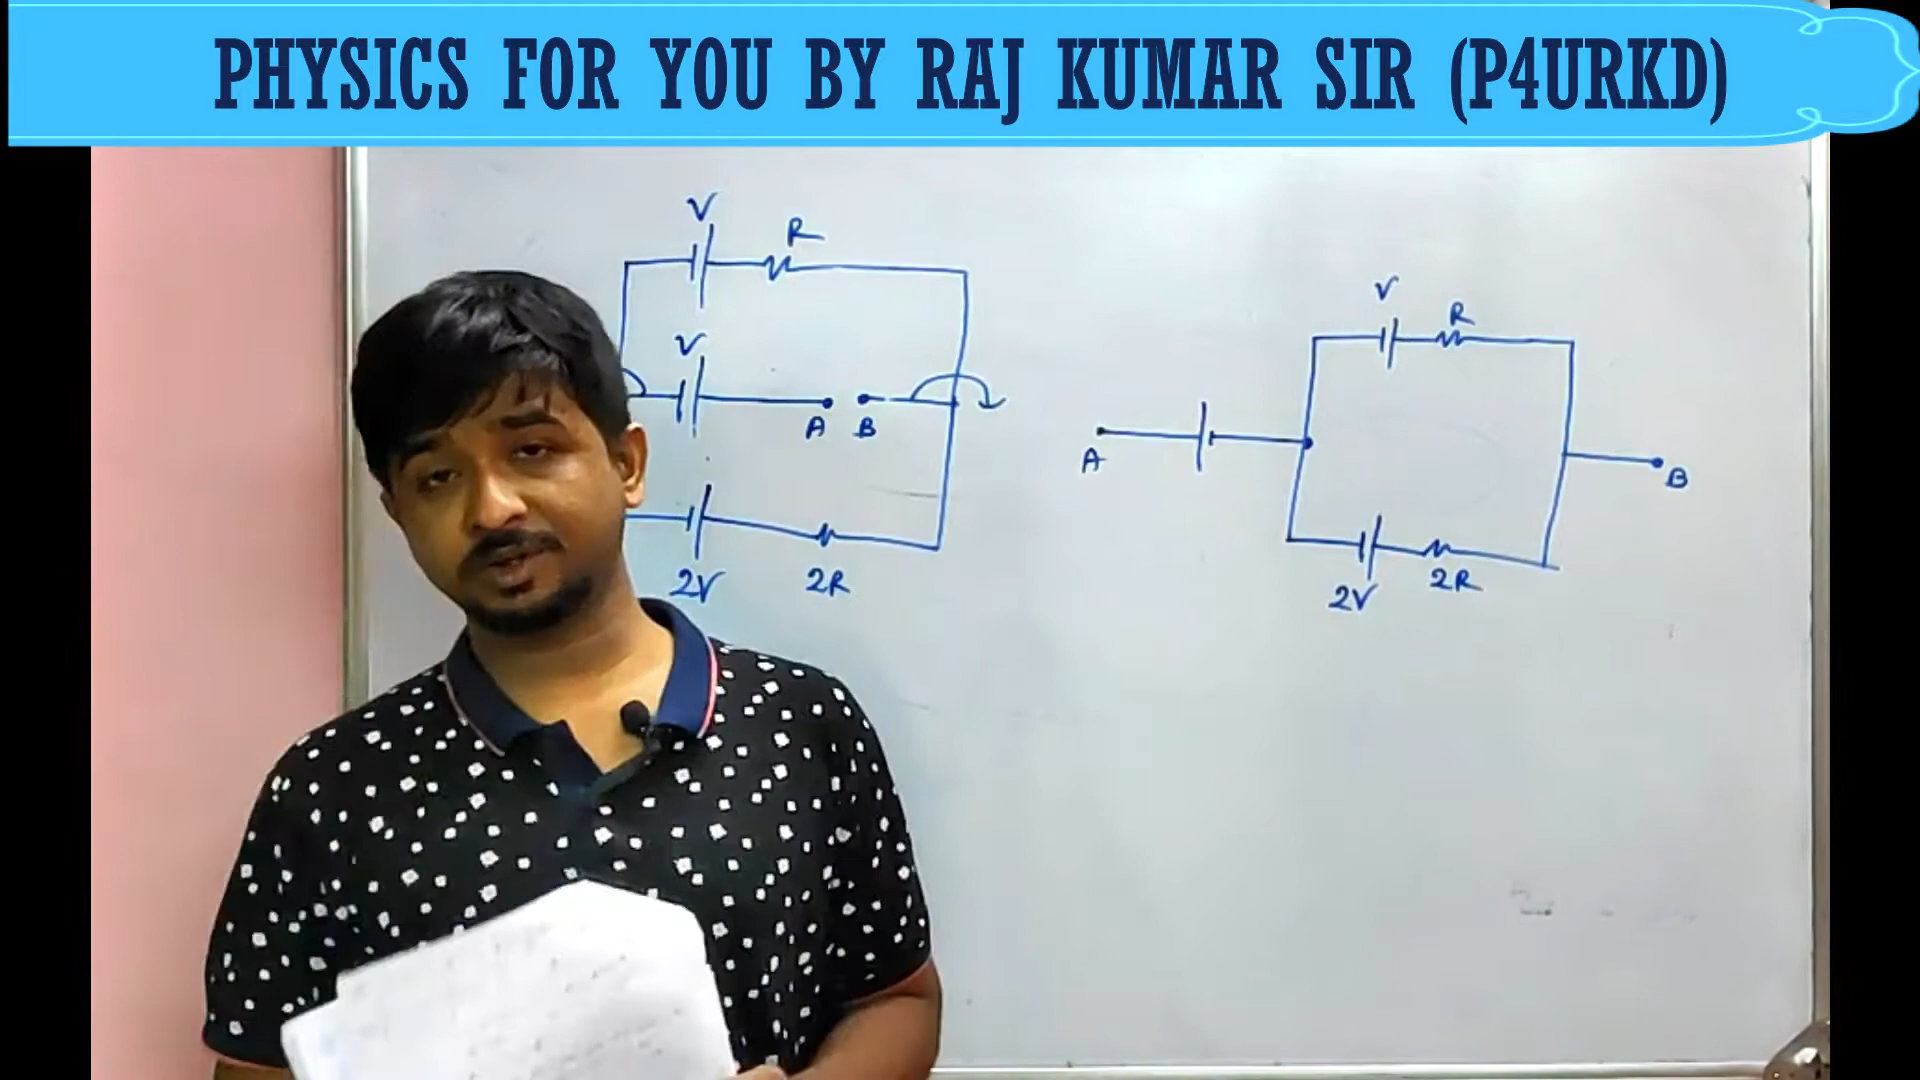 PHYSICS FOR YOU BY RAJ KUMAR SIR (P4URKD)
V
R
V
A B
2V 2R
V
R
A
B
2V 2R